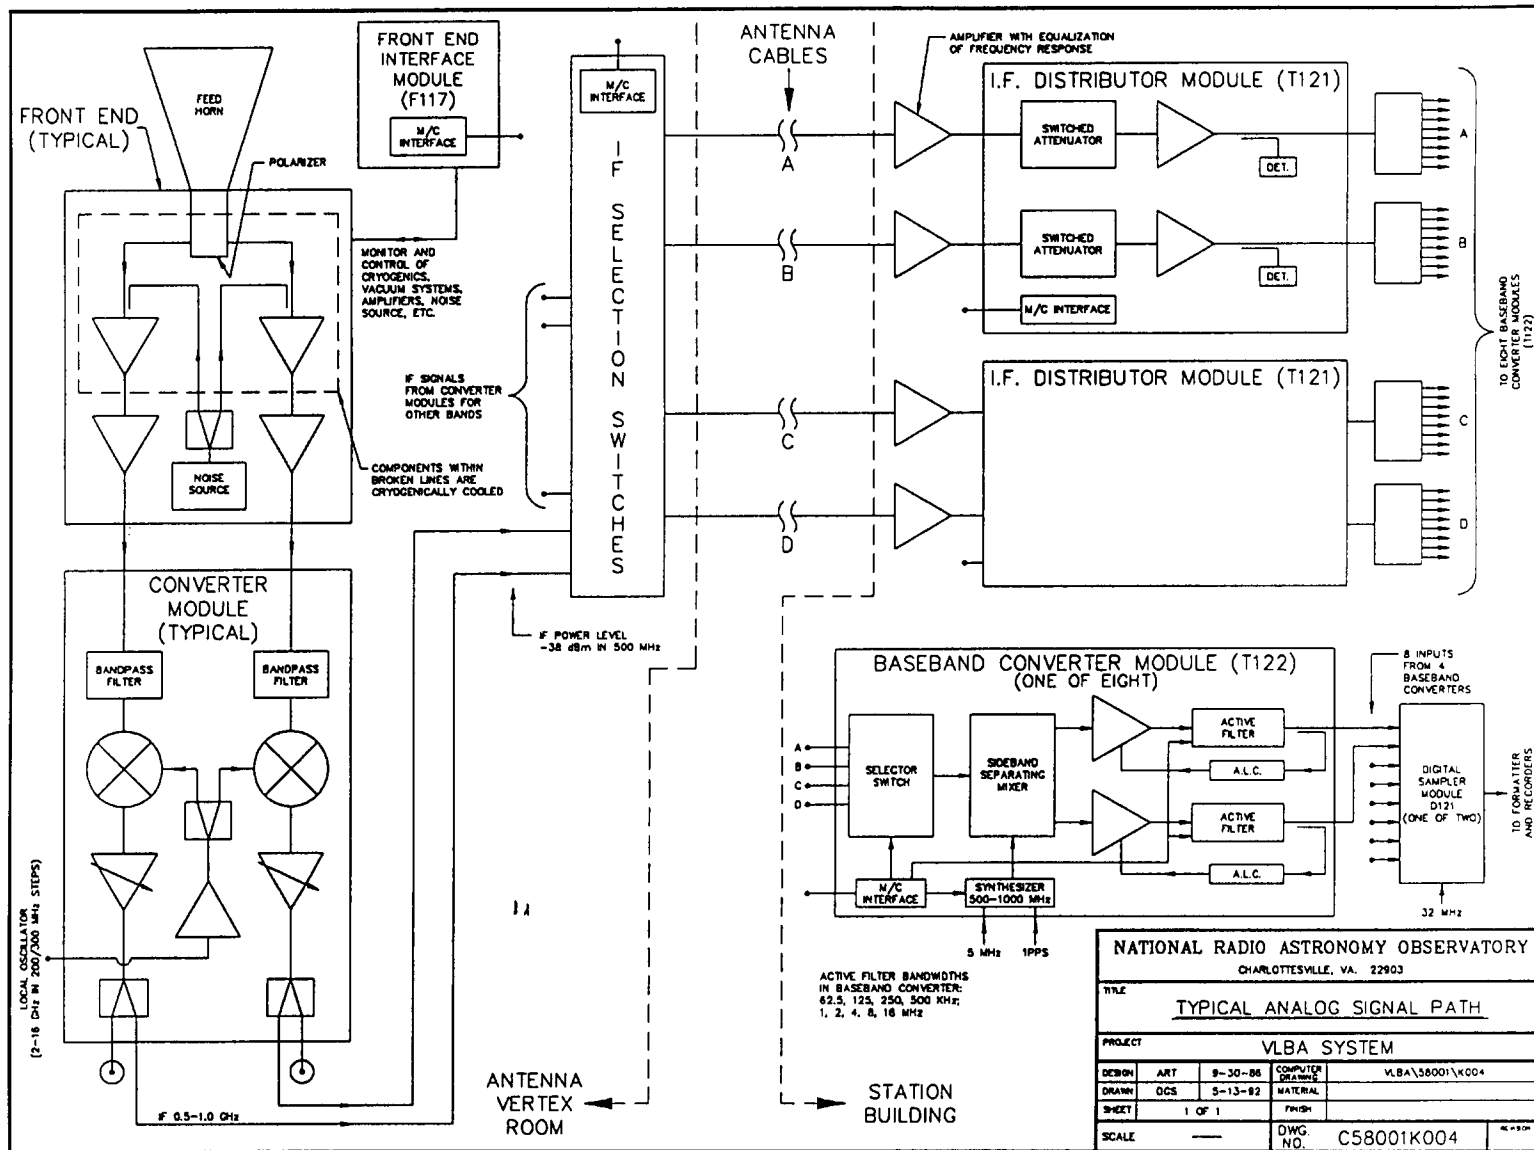 FEED
HORN
FRONT END
(TYPICAL)
POLARIZER
FRONT END
INTERFACE
MODULE
(F117)
M/C
INTERFACE
MONITOR AND
CONTROL OF
CRYOGENICS,
VACUUM SYSTEMS,
AMPLIFIERS, NOISE
SOURCE, ETC.
NOISE
SOURCE
COMPONENTS WITHIN
BROKEN LINES ARE
CRYOGENICALLY COOLED
IF SIGNALS
FROM CONVERTER
MODULES FOR
OTHER BANDS
M/C
INTERFACE
IF SELECTION SWITCHES
IF POWER LEVEL
-38 dBm IN 500 MHz
CONVERTER
MODULE
(TYPICAL)
BANDPASS
FILTER
BANDPASS
FILTER
LOCAL OSCILLATOR
(2-16 GHz IN 200/300 MHz STEPS)
IF 0.5-1.0 GHz
ANTENNA
VERTEX
ROOM
ANTENNA
CABLES
A
B
C
D
STATION
BUILDING
AMPLIFIER WITH EQUALIZATION
OF FREQUENCY RESPONSE
I.F. DISTRIBUTOR MODULE (T121)
SWITCHED
ATTENUATOR
DET.
SWITCHED
ATTENUATOR
DET.
M/C INTERFACE
I.F. DISTRIBUTOR MODULE (T121)
A
B
C
D
TO EIGHT BASEBAND
CONVERTER MODULES
(T122)
BASEBAND CONVERTER MODULE (T122)
(ONE OF EIGHT)
A
B
C
D
SELECTOR
SWITCH
SIDEBAND
SEPARATING
MIXER
ACTIVE
FILTER
A.L.C.
ACTIVE
FILTER
A.L.C.
M/C
INTERFACE
SYNTHESIZER
500-1000 MHz
5 MHz
1PPS
8 INPUTS
FROM 4
BASEBAND
CONVERTERS
DIGITAL
SAMPLER
MODULE
D121
(ONE OF TWO)
32 MHz
TO FORMATTER
AND RECORDERS
ACTIVE FILTER BANDWIDTHS
IN BASEBAND CONVERTER:
62.5, 125, 250, 500 KHz;
1, 2, 4, 8, 16 MHz
NATIONAL RADIO ASTRONOMY OBSERVATORY
CHARLOTTESVILLE, VA. 22903
TITLE
TYPICAL ANALOG SIGNAL PATH
PROJECT
VLBA SYSTEM
DESIGN ART 9-30-86 COMPUTER DRAWING VLBA\58001\K004
DRAWN DCS 5-13-92 MATERIAL
SHEET 1 OF 1 FINISH
SCALE
DWG. NO. C58001K004
REVISION